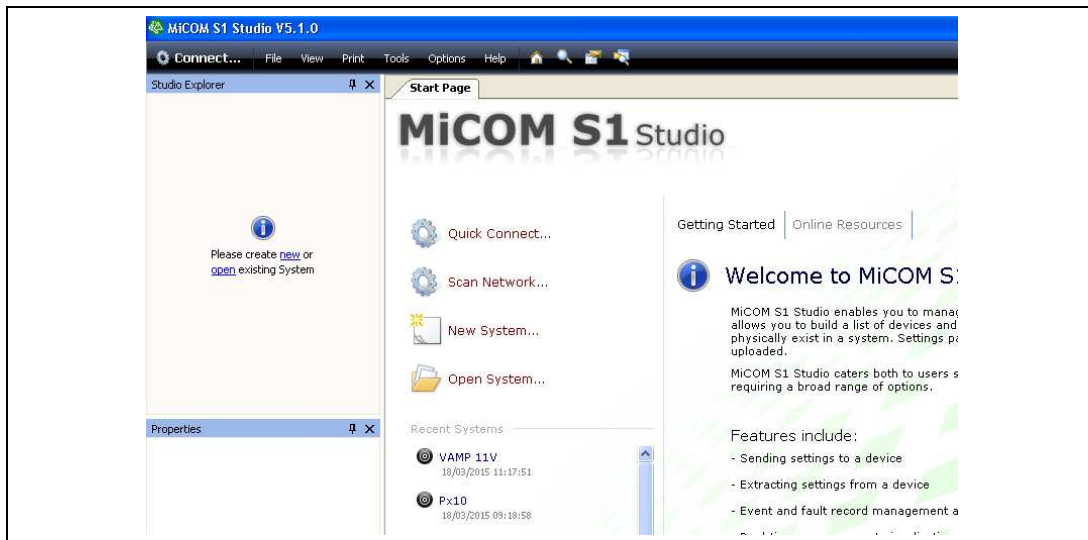 MiCOM S1 Studio V5.1.0
Connect... File View Print Tools Options Help
Studio Explorer
Please create new or
open existing System
Properties
Start Page
MiCOM S1 Studio
Quick Connect...
Scan Network...
New System...
Open System...
Recent Systems
VAMP 11V
18/03/2015 11:17:51
Px10
18/03/2015 09:18:58
Getting Started Online Resources
Welcome to MiCOM S
MiCOM S1 Studio enables you to
allows you to build a list of devices and
physically exist in a system. Settings
uploaded.
MiCOM S1 Studio caters both to users
requiring a broad range of options.
Features include:
- Sending settings to a device
- Extracting settings from a device
- Event and fault record management